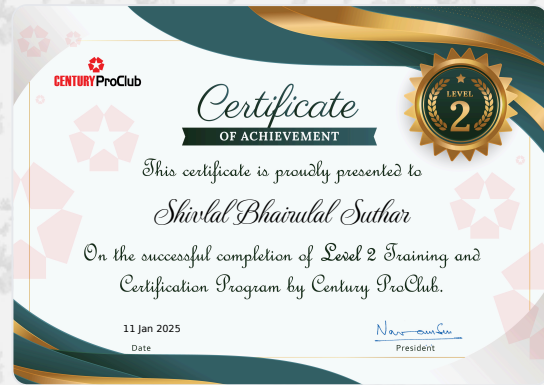 CENTURY ProClub
LEVEL
2
Certificate
OF ACHIEVEMENT
This certificate is proudly presented to
Shivlal Bhairulal Suthar
On the successful completion of Level 2 Training and
Certification Program by Century ProClub.
11 Jan 2025
Date
President